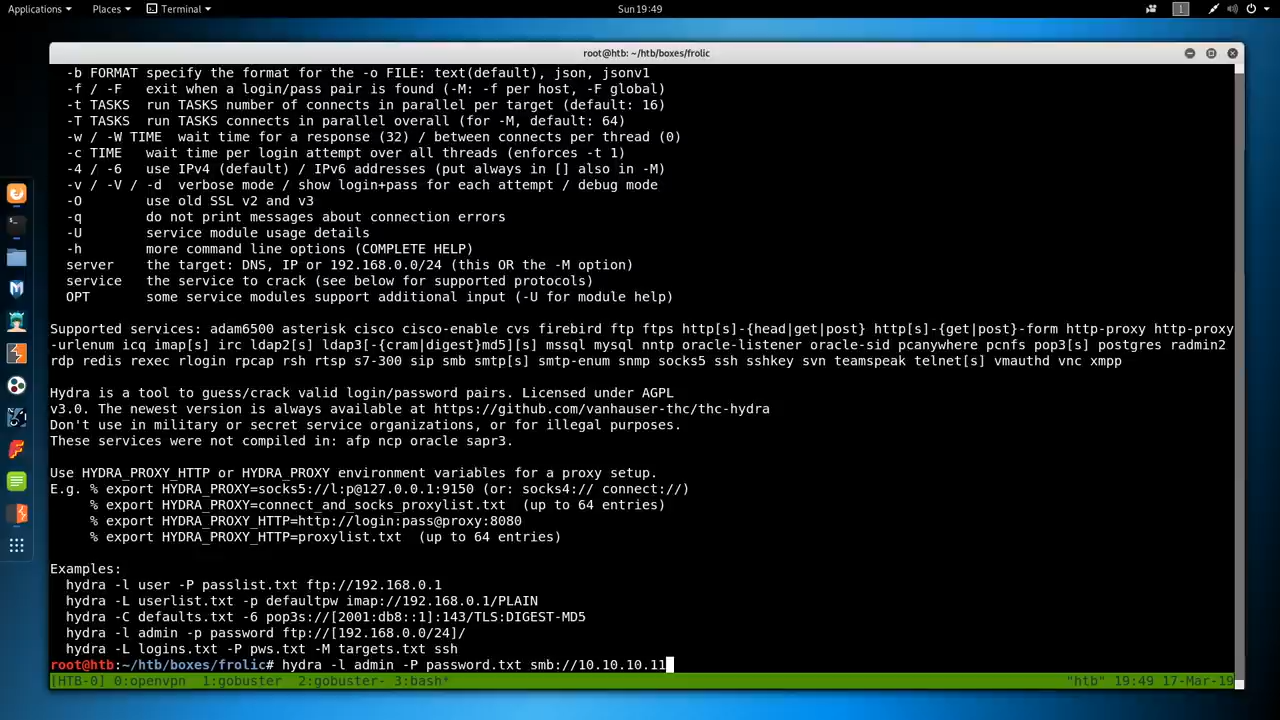 Applications
Places
Terminal
Sun 19:49
1
root@htb: ~/htb/boxes/frolic
-b FORMAT specify the format for the -o FILE: text(default), json, jsonv1
-f / -F exit when a login/pass pair is found (-M: -f per host, -F global)
-t TASKS run TASKS number of connects in parallel per target (default: 16)
-T TASKS run TASKS connects in parallel overall (for -M, default: 64)
-w / -W TIME wait time for a response (32) / between connects per thread (0)
-c TIME wait time per login attempt over all threads (enforces -t 1)
-4 / -6 use IPv4 (default) / IPv6 addresses (put always in [] also in -M)
-v / -V / -d verbose mode / show login+pass for each attempt / debug mode
-O use old SSL v2 and v3
-q do not print messages about connection errors
-U service module usage details
-h more command line options (COMPLETE HELP)
server the target: DNS, IP or 192.168.0.0/24 (this OR the -M option)
service the service to crack (see below for supported protocols)
OPT some service modules support additional input (-U for module help)
Supported services: adam6500 asterisk cisco cisco-enable cvs firebird ftp ftps http[s]-{head|get|post} http[s]-{get|post}-form http-proxy http-proxy
-urlenum icq imap[s] irc ldap2[s] ldap3[-{cram|digest}md5][s] mssql mysql nntp oracle-listener oracle-sid pcanywhere pcnfs pop3[s] postgres radmin2
rdp redis rexec rlogin rpcap rsh rtsp s7-300 sip smb smtp[s] smtp-enum snmp socks5 ssh sshkey svn teamspeak telnet[s] vmauthd vnc xmpp
Hydra is a tool to guess/crack valid login/password pairs. Licensed under AGPL
v3.0. The newest version is always available at https://github.com/vanhauser-thc/thc-hydra
Don't use in military or secret service organizations, or for illegal purposes.
These services were not compiled in: afp ncp oracle sapr3.
Use HYDRA_PROXY_HTTP or HYDRA_PROXY environment variables for a proxy setup.
E.g. % export HYDRA_PROXY=socks5://l:p@127.0.0.1:9150 (or: socks4:// connect://)
% export HYDRA_PROXY=connect_and_socks_proxylist.txt (up to 64 entries)
% export HYDRA_PROXY_HTTP=http://login:pass@proxy:8080
% export HYDRA_PROXY_HTTP=proxylist.txt (up to 64 entries)
Examples:
hydra -l user -P passlist.txt ftp://192.168.0.1
hydra -L userlist.txt -p defaultpw imap://192.168.0.1/PLAIN
hydra -C defaults.txt -6 pop3s://[2001:db8::1]:143/TLS:DIGEST-MD5
hydra -l admin -p password ftp://[192.168.0.0/24]/
hydra -L logins.txt -P pws.txt -M targets.txt ssh
root@htb:~/htb/boxes/frolic# hydra -l admin -P password.txt smb://10.10.10.11
[HTB-0] 0:openvpn 1:gobuster 2:gobuster- 3:bash* "htb" 19:49 17-Mar-19